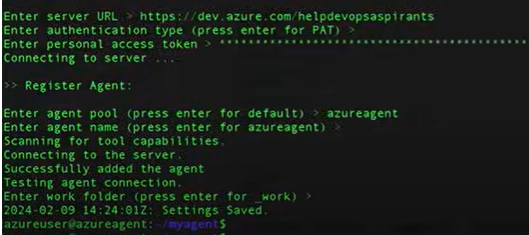 Enter server URL > https://dev.azure.com/helpdevopsaspirants
Enter authentication type (press enter for PAT) >
Enter personal access token > ****************************************************
Connecting to server ...
>> Register Agent:
Enter agent pool (press enter for default) > azureagent
Enter agent name (press enter for azureagent) >
Scanning for tool capabilities.
Connecting to the server.
Successfully added the agent
Testing agent connection.
Enter work folder (press enter for _work) >
2024-02-09 14:24:01Z: Settings Saved.
azureuser@azureagent:~/myagent$